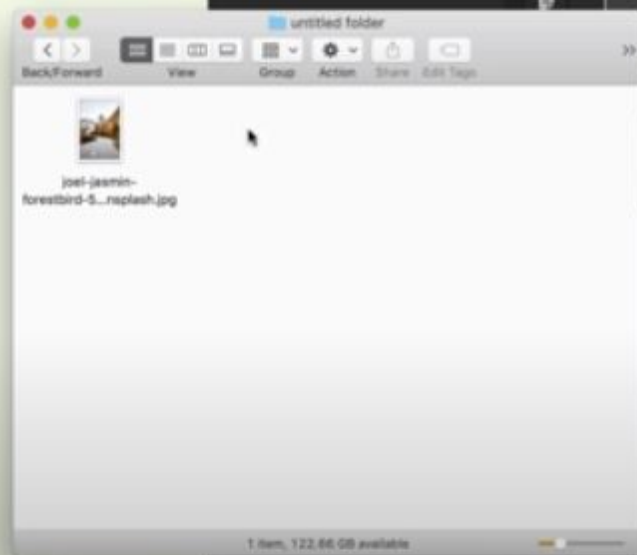 untitled folder
Back/Forward View Group Action Share Edit Tags
joel-jasmin-
forestbird-5...nsplash.jpg
1 item, 122.66 GB available